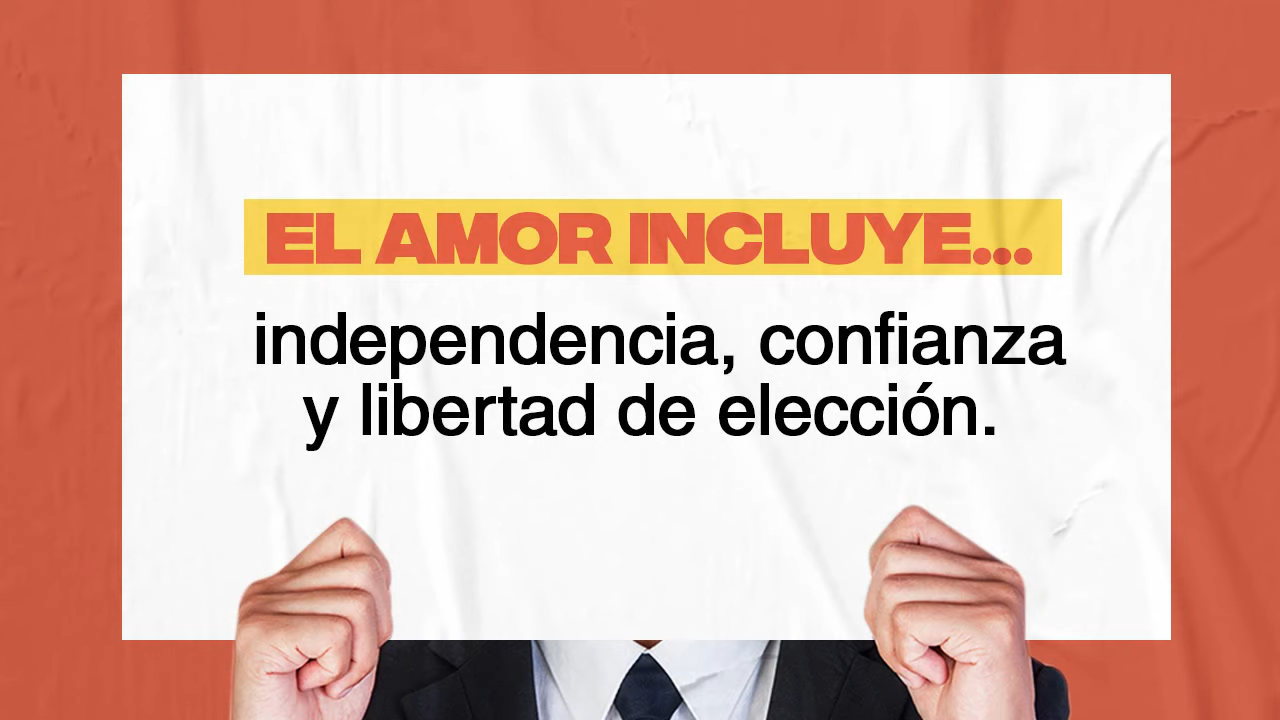 EL AMOR INCLUYE...
independencia, confianza
y libertad de elección.